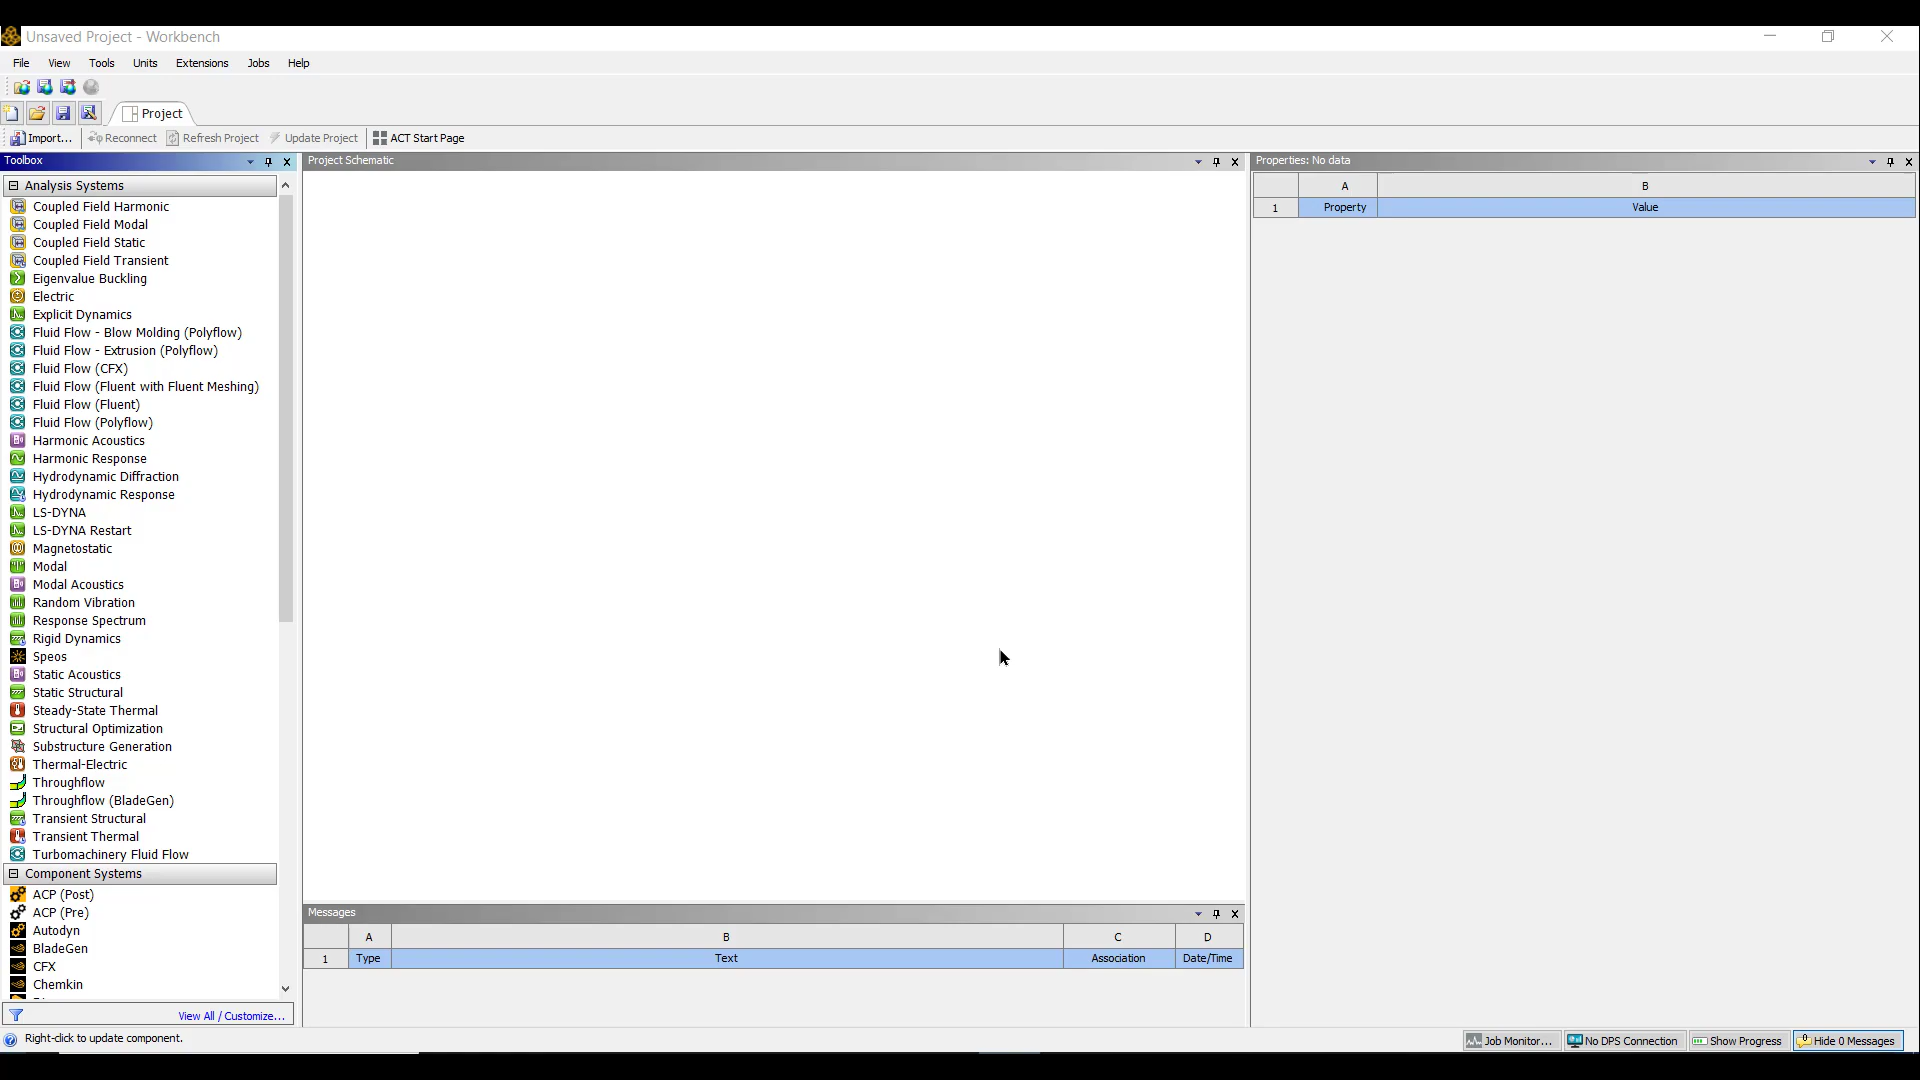 Unsaved Project - Workbench
File View Tools Units Extensions Jobs Help
Project
Import... Reconnect Refresh Project Update Project ACT Start Page
Toolbox
Analysis Systems
Coupled Field Harmonic
Coupled Field Modal
Coupled Field Static
Coupled Field Transient
Eigenvalue Buckling
Electric
Explicit Dynamics
Fluid Flow - Blow Molding (Polyflow)
Fluid Flow - Extrusion (Polyflow)
Fluid Flow (CFX)
Fluid Flow (Fluent with Fluent Meshing)
Fluid Flow (Fluent)
Fluid Flow (Polyflow)
Harmonic Acoustics
Harmonic Response
Hydrodynamic Diffraction
Hydrodynamic Response
LS-DYNA
LS-DYNA Restart
Magnetostatic
Modal
Modal Acoustics
Random Vibration
Response Spectrum
Rigid Dynamics
Speos
Static Acoustics
Static Structural
Steady-State Thermal
Structural Optimization
Substructure Generation
Thermal-Electric
Throughflow
Throughflow (BladeGen)
Transient Structural
Transient Thermal
Turbomachinery Fluid Flow
Component Systems
ACP (Post)
ACP (Pre)
Autodyn
BladeGen
CFX
Chemkin
View All / Customize...
Project Schematic
Messages
A B C D
1 Type Text Association Date/Time
Properties: No data
A B
1 Property Value
Right-click to update component.
Job Monitor... No DPS Connection Show Progress Hide 0 Messages